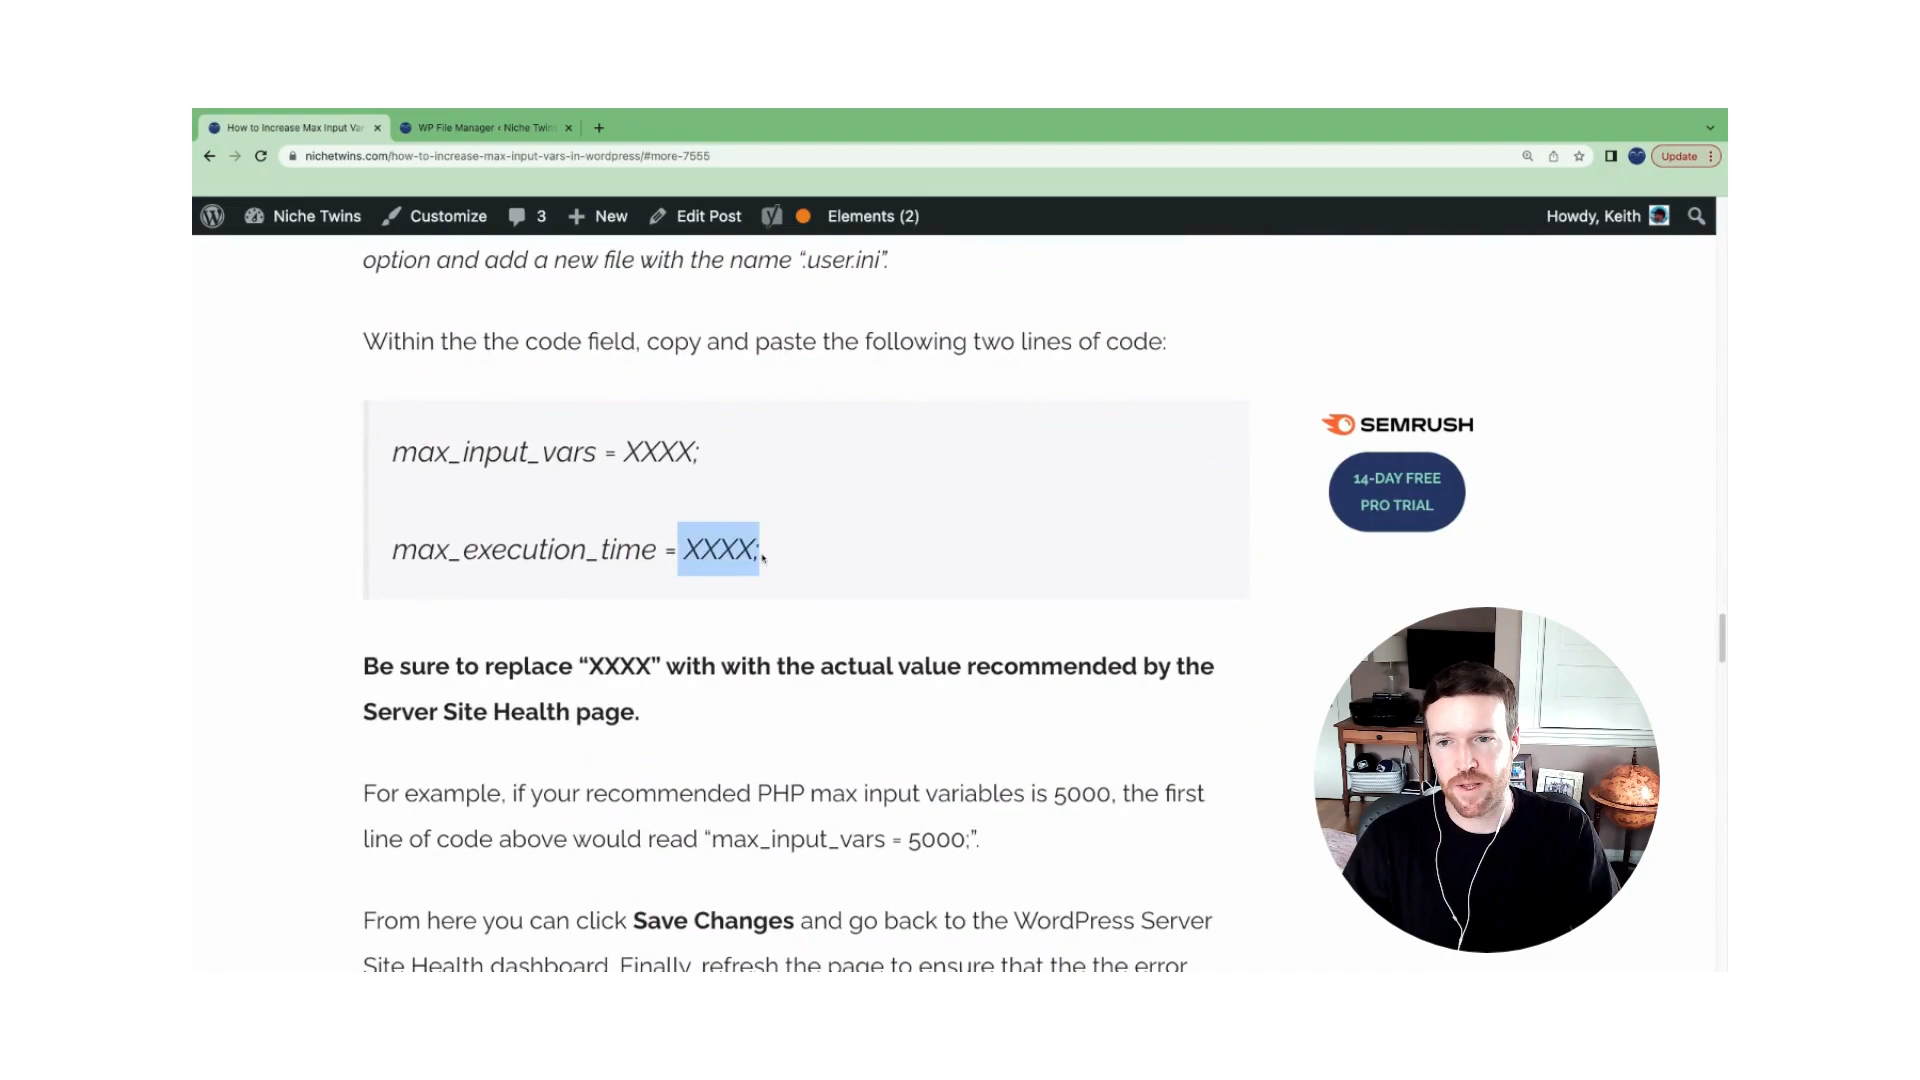 How to Increase Max Input Var
WP File Manager ‹ Niche Twins
nichetwins.com/how-to-increase-max-input-vars-in-wordpress/#more-7555
Update
Niche Twins
Customize
3
New
Edit Post
Elements (2)
Howdy, Keith
option and add a new file with the name “.user.ini”.
Within the the code field, copy and paste the following two lines of code:
max_input_vars = XXXX;
max_execution_time = XXXX;
SEMRUSH
14-DAY FREE
PRO TRIAL
Be sure to replace “XXXX” with with the actual value recommended by the
Server Site Health page.
For example, if your recommended PHP max input variables is 5000, the first
line of code above would read “max_input_vars = 5000;”.
From here you can click Save Changes and go back to the WordPress Server
Site Health dashboard. Finally, refresh the page to ensure that the the error